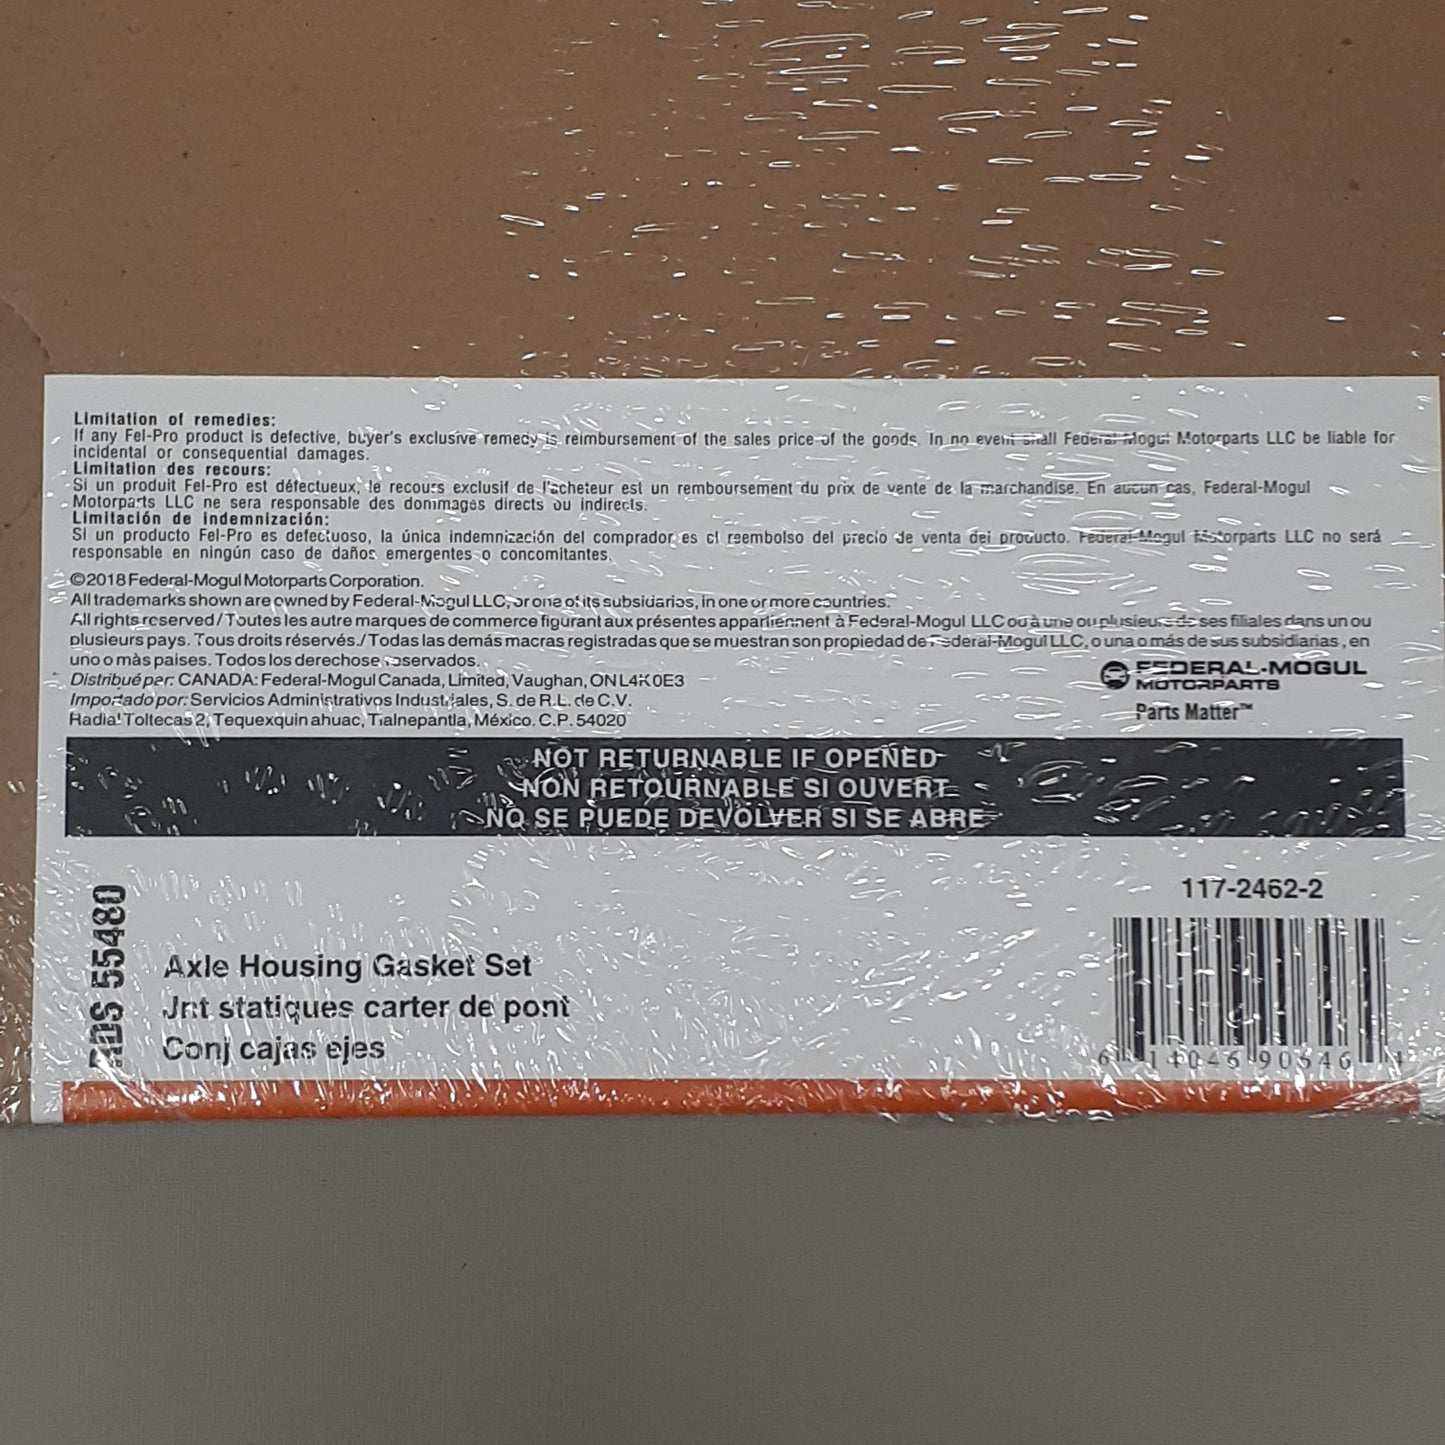 Limitation of remedies:
If any Fel-Pro product is defective, buyer's exclusive remedy is reimbursement of the sales price of the goods. In no event shall Federal-Mogul Motorparts LLC be liable for
incidental or consequential damages.
Limitation des recours:
Si un produit Fel-Pro est défectueux, le recours exclusif de l'acheteur est un remboursement du prix de vente de la marchandise. En aucun cas, Federal-Mogul
Motorparts LLC ne sera responsable des dommages directs ou indirects.
Limitación de indemnización:
Si un producto Fel-Pro es defectuoso, la única indemnización del comprador es el reembolso del precio de venta del producto. Federal-Mogul Motorparts LLC no será
responsable en ningún caso de daños emergentes o concomitantes.
©2018 Federal-Mogul Motorparts Corporation.
All trademarks shown are owned by Federal-Mogul LLC, or one of its subsidiaries, in one or more countries.
All rights reserved / Toutes les autre marques de commerce figurant aux présentes appartiennent à Federal-Mogul LLC ou à une ou plusieurs de ses filiales dans un ou
plusieurs pays. Tous droits réservés./ Todas las demás macras registradas que se muestran son propiedad de Federal-Mogul LLC, o una o más de sus subsidiarias , en
uno o màs paises. Todos los derechose reservados.
Distribué per: CANADA: Federal-Mogul Canada, Limited, Vaughan, ON L4K 0E3
Importado por: Servicios Administrativos Industriales, S. de R.L. de C.V.
Radial Toltecas 2, Tequexquinahuac, Tlalnepantla, México. C.P. 54020
FEDERAL-MOGUL
MOTORPARTS
Parts Matter™
NOT RETURNABLE IF OPENED
NON RETOURNABLE SI OUVERT
NO SE PUEDE DEVOLVER SI SE ABRE
RDS 55480
Axle Housing Gasket Set
Jnt statiques carter de pont
Conj cajas ejes
117-2462-2
6 14046 90646 1